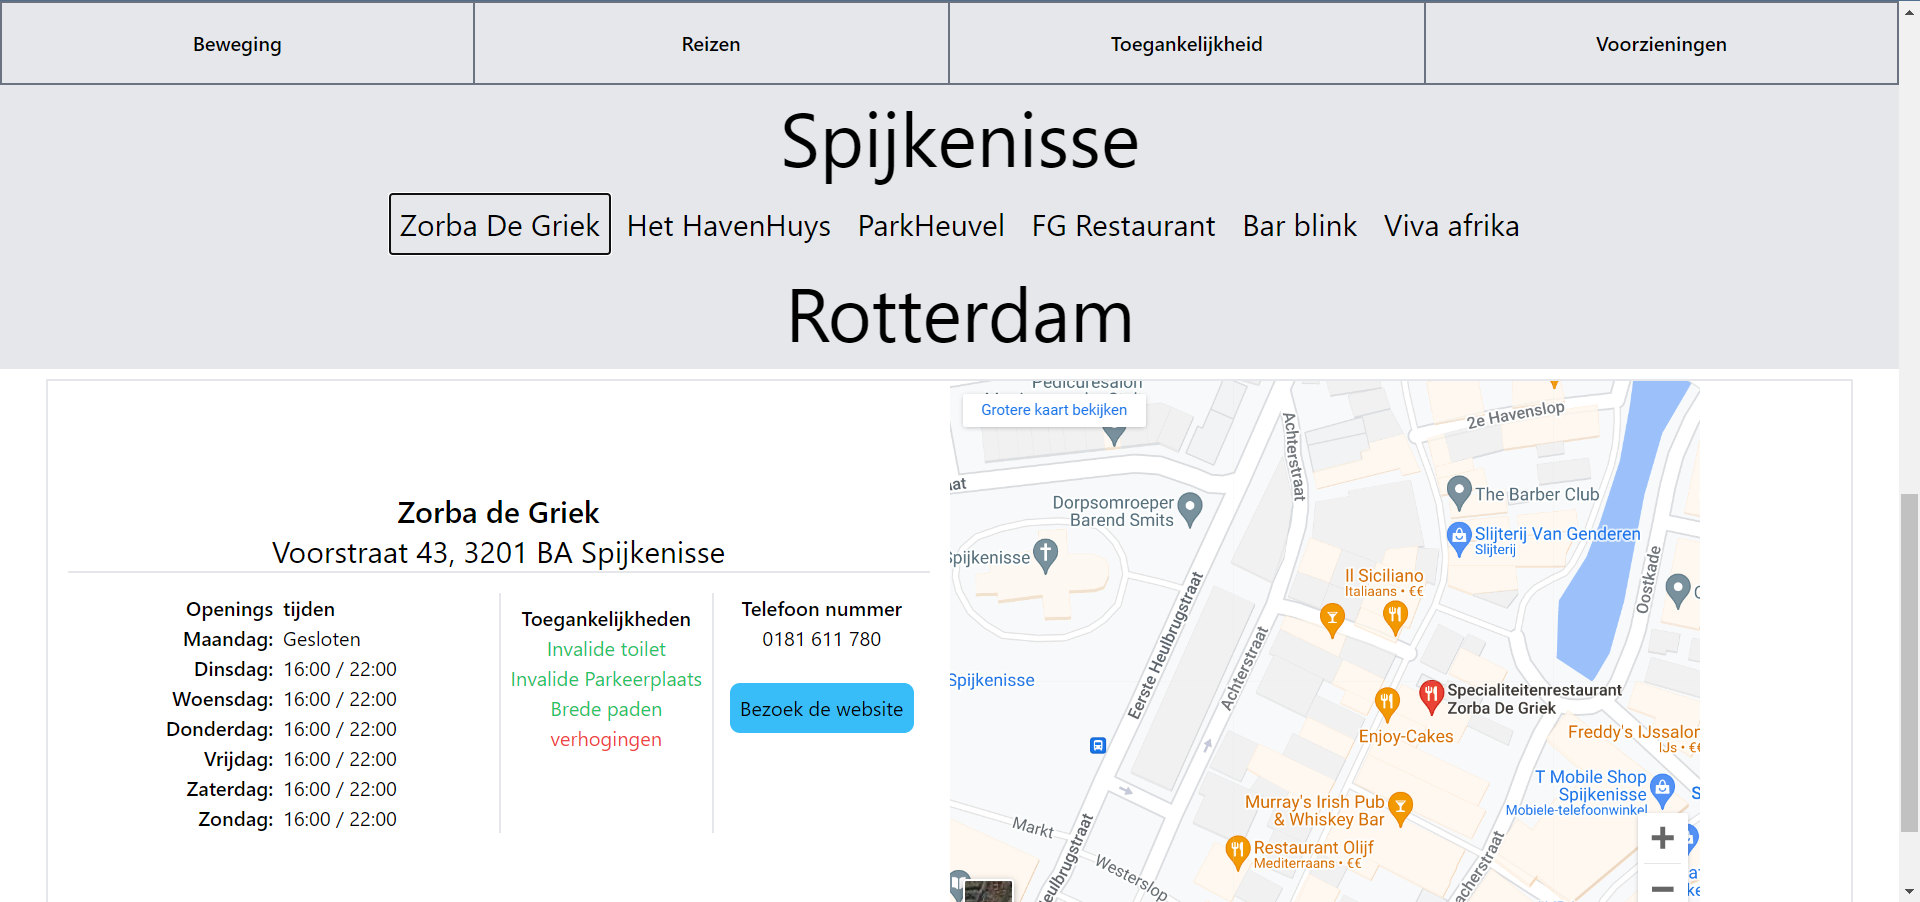 Beweging
Reizen
Toegankelijkheid
Voorzieningen
Spijkenisse
Zorba De Griek
Het HavenHuys
ParkHeuvel
FG Restaurant
Bar blink
Viva afrika
Rotterdam
Zorba de Griek
Voorstraat 43, 3201 BA Spijkenisse
Openings tijden
Maandag: Gesloten
Dinsdag: 16:00 / 22:00
Woensdag: 16:00 / 22:00
Donderdag: 16:00 / 22:00
Vrijdag: 16:00 / 22:00
Zaterdag: 16:00 / 22:00
Zondag: 16:00 / 22:00
Toegankelijkheden
Invalide toilet
Invalide Parkeerplaats
Brede paden
verhogingen
Telefoon nummer
0181 611 780
Bezoek de website
Pedicuresalon
Grotere kaart bekijken
2e Havenslop
Achterstraat
The Barber Club
Dorpsomroeper
Barend Smits
Slijterij Van Genderen
Slijterij
Spijkenisse
Il Siciliano
Italiaans • €€
Oostkade
Eerste Heulbrugstraat
Achterstraat
Spijkenisse
Specialiteitenrestaurant
Zorba De Griek
Enjoy-Cakes
Freddy's IJssalon
IJs • €€
T Mobile Shop
Spijkenisse
Mobiele-telefoonwinkel
Murray's Irish Pub
& Whiskey Bar
Markt
Restaurant Olijf
Mediterraans • €€
Westerslop
eulbrugstraat
cherstraat